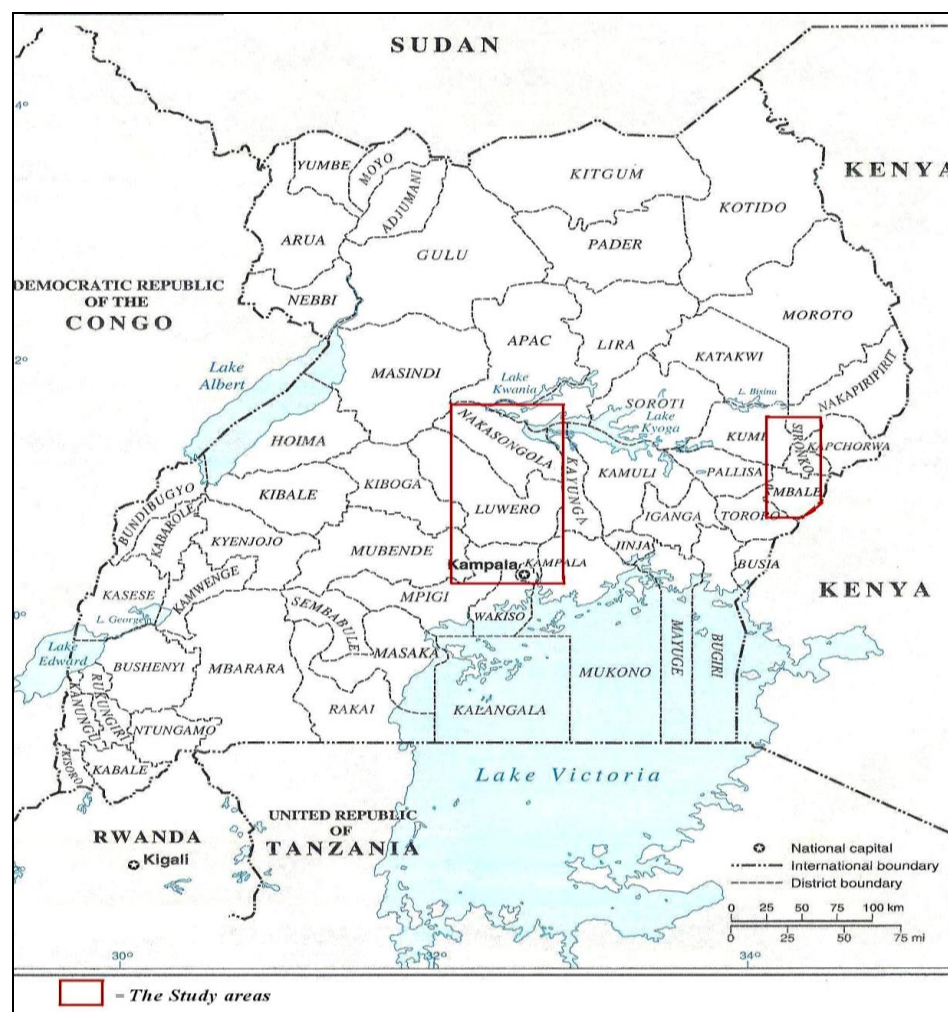 SUDAN
4°
KENYA
YUMBE
MOYO
ADJUMANI
KITGUM
KOTIDO
ARUA
GULU
PADER
DEMOCRATIC REPUBLIC
OF THE
CONGO
NEBBI
MOROTO
2°
Lake
Albert
MASINDI
APAC
LIRA
KATAKWI
Lake
Kwania
L. Bisina
NAKAPIRIPIRIT
SOROTI
Lake
Kyoga
HOIMA
NAKASONGOLA
KUMI
SIRONKO
KAPCHORWA
BUNDIBUGYO
KIBALE
KIBOGA
KAYUNGA
KAMULI
PALLISA
MBALE
KABAROLE
LUWERO
IGANGA
TORORO
KYENJOJO
MUBENDE
JINJA
BUSIA
Kampala
KAMPALA
KENYA
KASESE
KAMWENGE
MPIGI
0°
L. George
SEMBABULE
WAKISO
Lake
Edward
BUSHENYI
MBARARA
MASAKA
MUKONO
MAYUGE
BUGIRI
RUKUNGIRI
KANUNGU
RAKAI
KALANGALA
NTUNGAMO
KISORO
KABALE
Lake Victoria
UNITED REPUBLIC
OF
TANZANIA
RWANDA
Kigali
National capital
International boundary
District boundary
0 25 50 75 100 km
0 25 50 75 mi
30° 32° 34°
= The Study areas